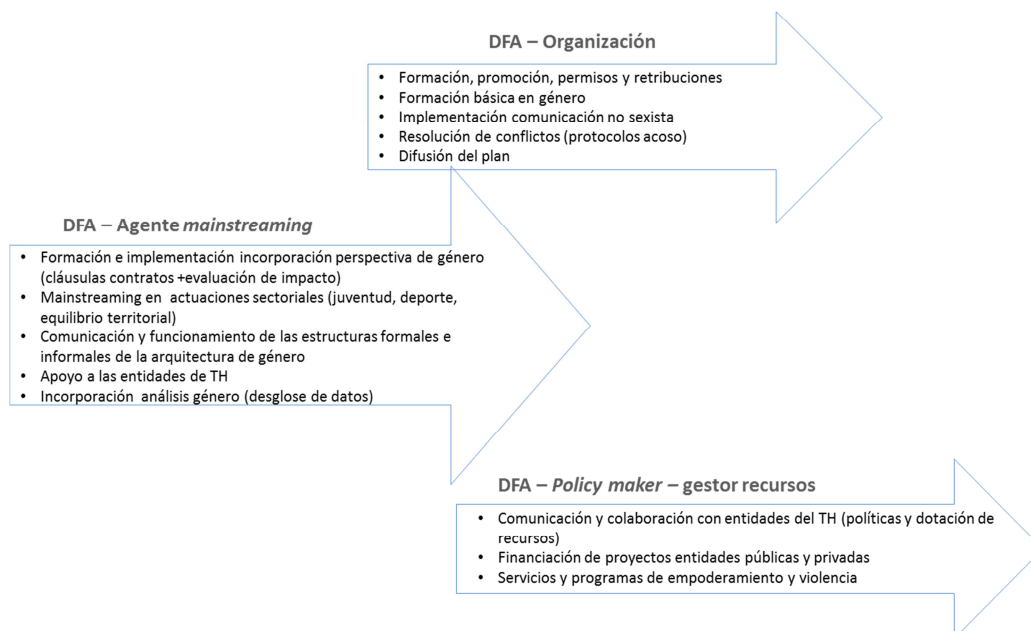 DFA – Organización
• Formación, promoción, permisos y retribuciones
• Formación básica en género
• Implementación comunicación no sexista
• Resolución de conflictos (protocolos acoso)
• Difusión del plan
DFA – Agente mainstreaming
• Formación e implementación incorporación perspectiva de género
(cláusulas contratos +evaluación de impacto)
• Mainstreaming en actuaciones sectoriales (juventud, deporte,
equilibrio territorial)
• Comunicación y funcionamiento de las estructuras formales e
informales de la arquitectura de género
• Apoyo a las entidades de TH
• Incorporación análisis género (desglose de datos)
DFA – Policy maker – gestor recursos
• Comunicación y colaboración con entidades del TH (políticas y dotación de
recursos)
• Financiación de proyectos entidades públicas y privadas
• Servicios y programas de empoderamiento y violencia